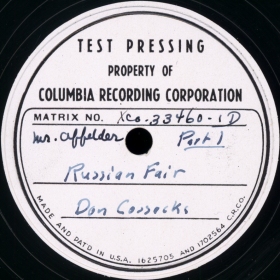 TEST PRESSING
PROPERTY OF
COLUMBIA RECORDING CORPORATION
MATRIX NO. XCO-33460-1D
Mr. Affelder Part 1
Russian Fair
Don Cossacks
MADE AND PATD IN U.S.A. 1625705 AND 1702564 C.R.CO.